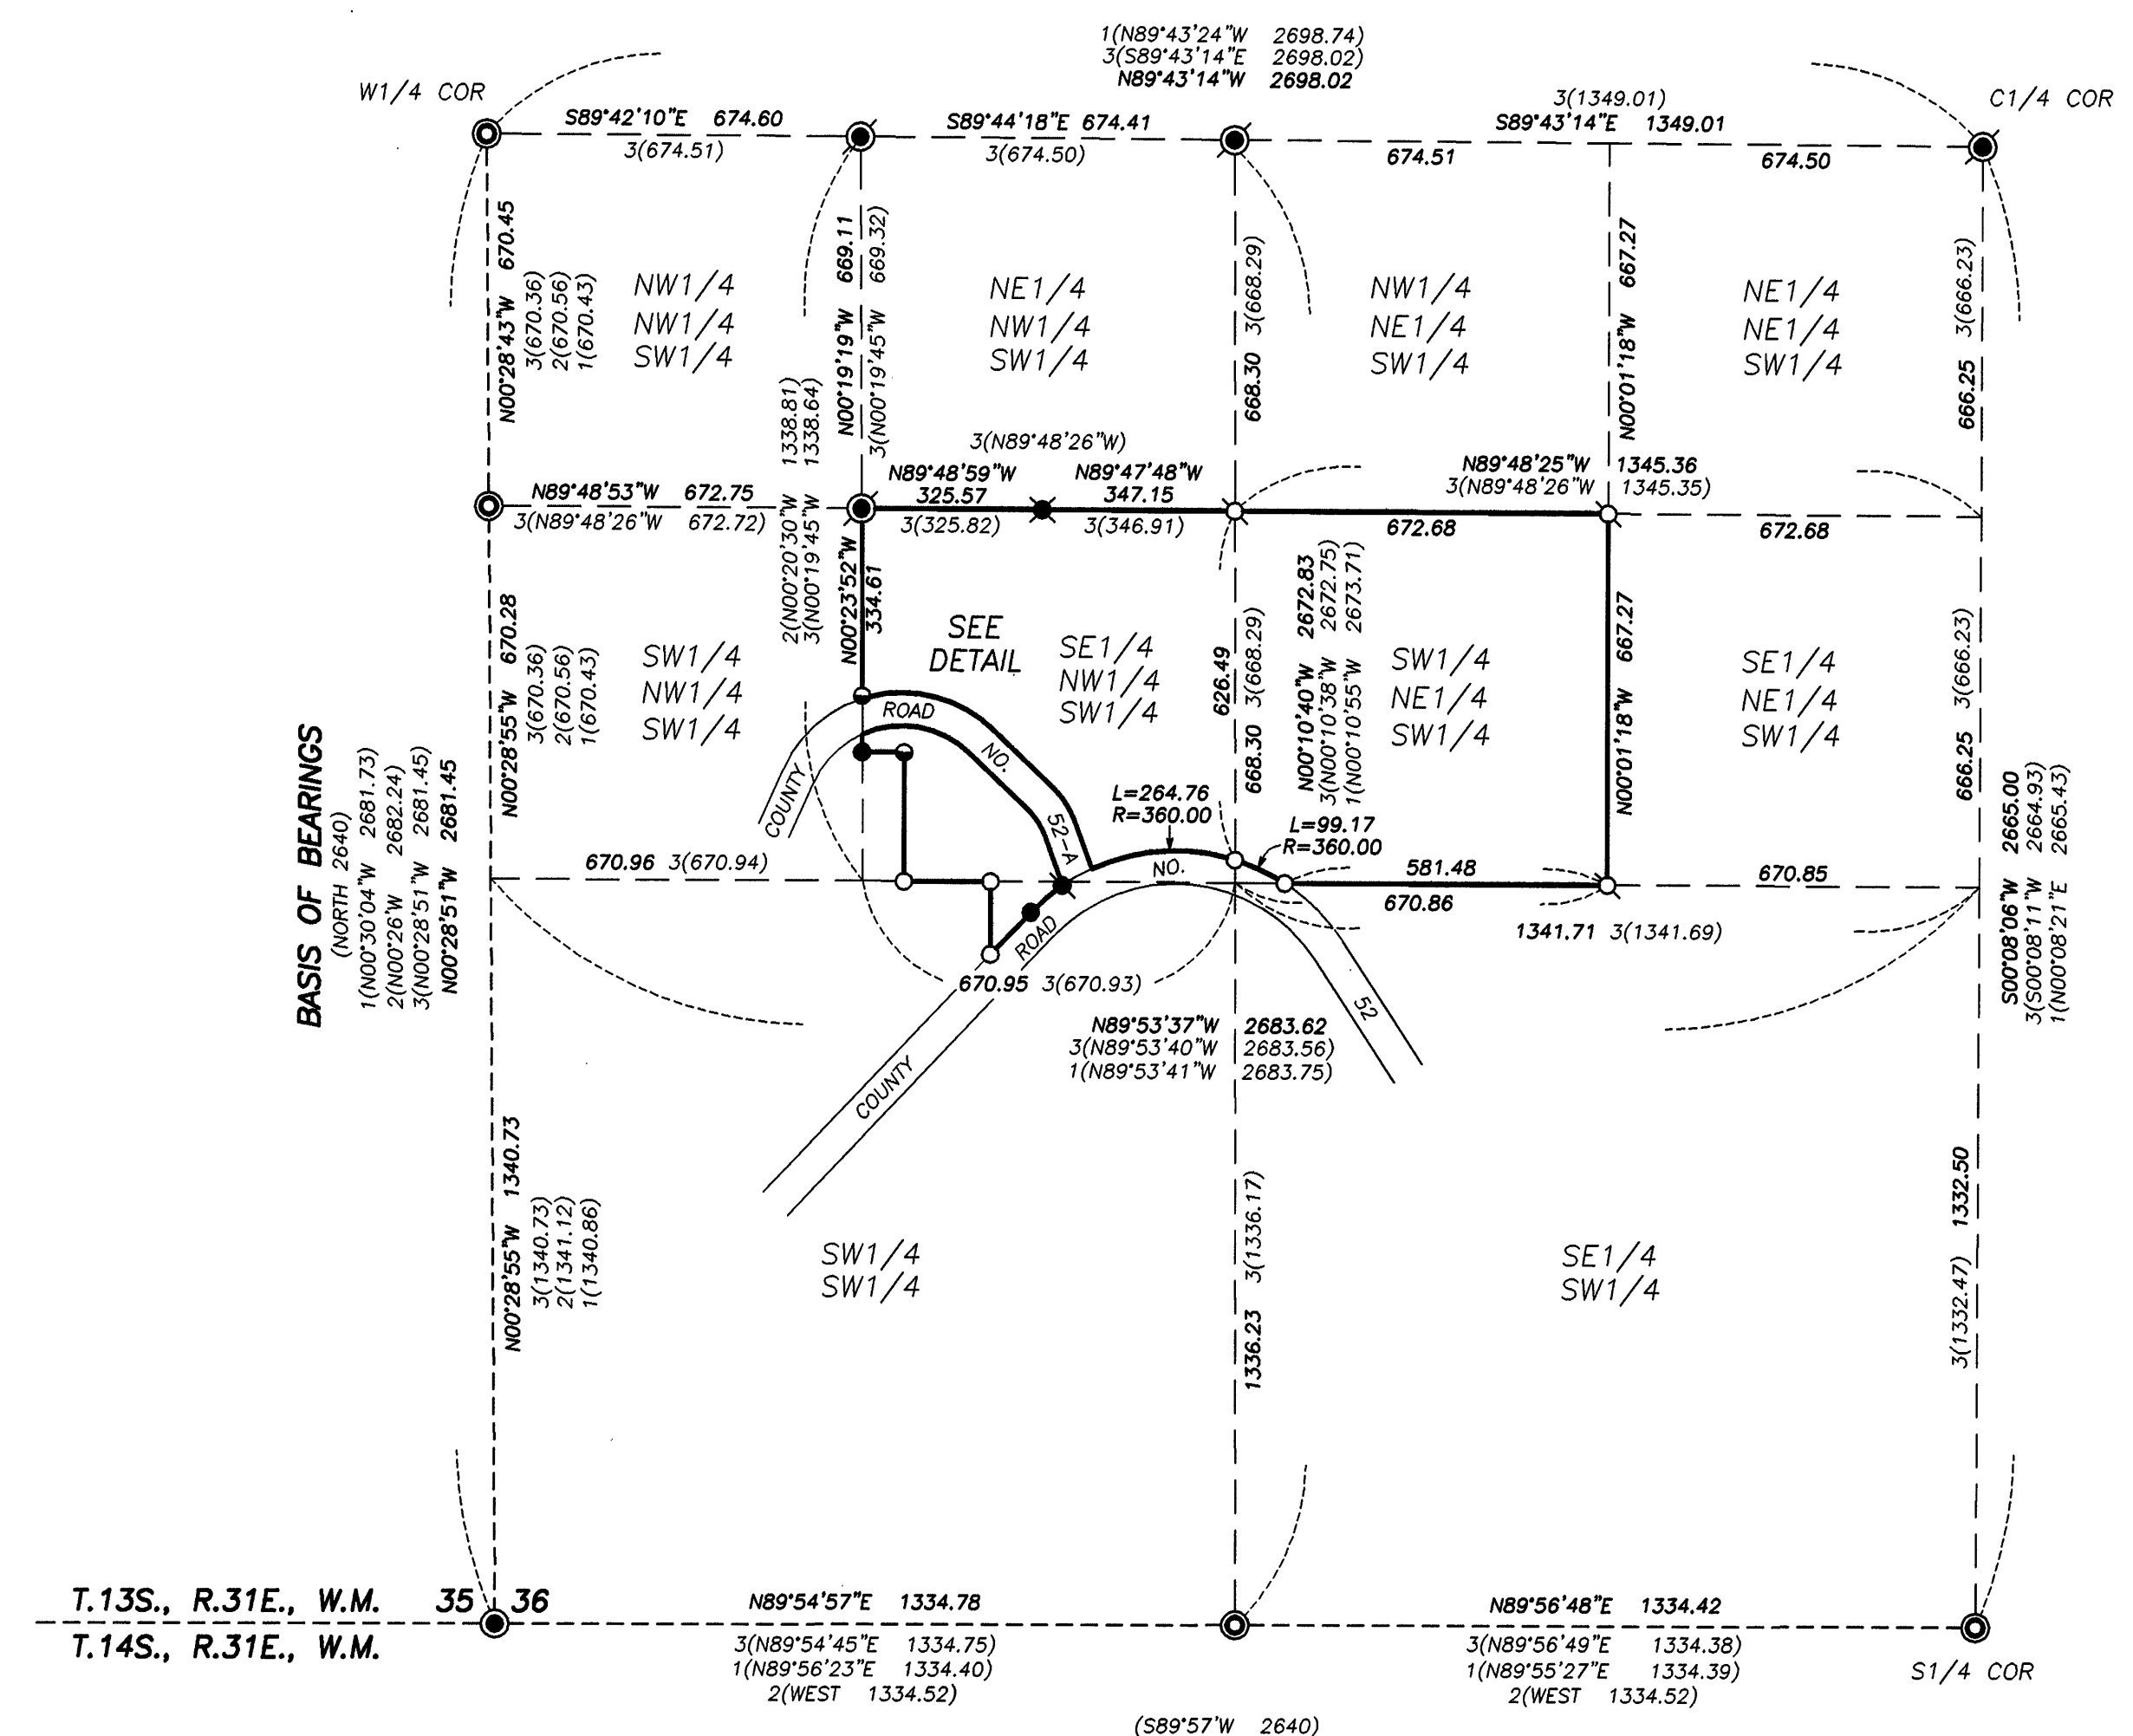 1(N89°43'24"W 2698.74)
3(S89°43'14"E 2698.02)
N89°43'14"W 2698.02
W1/4 COR
C1/4 COR
S89°42'10"E 674.60
3(674.51)
S89°44'18"E 674.41
3(674.50)
3(1349.01)
S89°43'14"E 1349.01
674.51
674.50
N00°28'43"W 670.45
3(670.36)
2(670.56)
1(670.43)
NW1/4
NW1/4
SW1/4
N00°19'19"W 669.11
3(N00°19'45"W 669.32)
NE1/4
NW1/4
SW1/4
668.30 3(668.29)
NW1/4
NE1/4
SW1/4
N00°01'18"W 667.27
NE1/4
NE1/4
SW1/4
666.25 3(666.23)
2(N00°20'30"W 1338.81)
3(N00°19'45"W 1338.64)
3(N89°48'26"W)
N89°48'53"W 672.75
3(N89°48'26"W 672.72)
N89°48'59"W
325.57
3(325.82)
N89°47'48"W
347.15
3(346.91)
N89°48'25"W 1345.36
3(N89°48'26"W 1345.35)
672.68
672.68
N00°28'55"W 670.28
3(670.36)
2(670.56)
1(670.43)
SW1/4
NW1/4
SW1/4
N00°23'52"W
334.61
SEE
DETAIL
SE1/4
NW1/4
SW1/4
626.49
668.30 3(668.29)
N00°10'40"W 2672.83
3(N00°10'38"W 2672.75)
1(N00°10'55"W 2673.71)
SW1/4
NE1/4
SW1/4
N00°01'18"W 667.27
SE1/4
NE1/4
SW1/4
666.25 3(666.23)
COUNTY
ROAD
NO.
52-A
BASIS OF BEARINGS
(NORTH 2640)
1(N00°30'04"W 2681.73)
2(N00°26'W 2682.24)
3(N00°28'51"W 2681.45)
N00°28'51"W 2681.45
L=264.76
R=360.00
L=99.17
R=360.00
670.96 3(670.94)
581.48
670.86
670.85
1341.71 3(1341.69)
S00°08'06"W 2665.00
3(S00°08'11"W 2664.93)
1(N00°08'21"E 2665.43)
670.95 3(670.93)
COUNTY
ROAD
NO.
52
N89°53'37"W 2683.62
3(N89°53'40"W 2683.56)
1(N89°53'41"W 2683.75)
N00°28'55"W 1340.73
3(1340.73)
2(1341.12)
1(1340.86)
SW1/4
SW1/4
1336.23 3(1336.17)
SE1/4
SW1/4
3(1332.47) 1332.50
T.13S., R.31E., W.M. 35 36
T.14S., R.31E., W.M.
N89°54'57"E 1334.78
3(N89°54'45"E 1334.75)
1(N89°56'23"E 1334.40)
2(WEST 1334.52)
N89°56'48"E 1334.42
3(N89°56'49"E 1334.38)
1(N89°55'27"E 1334.39)
2(WEST 1334.52)
S1/4 COR
(S89°57'W 2640)